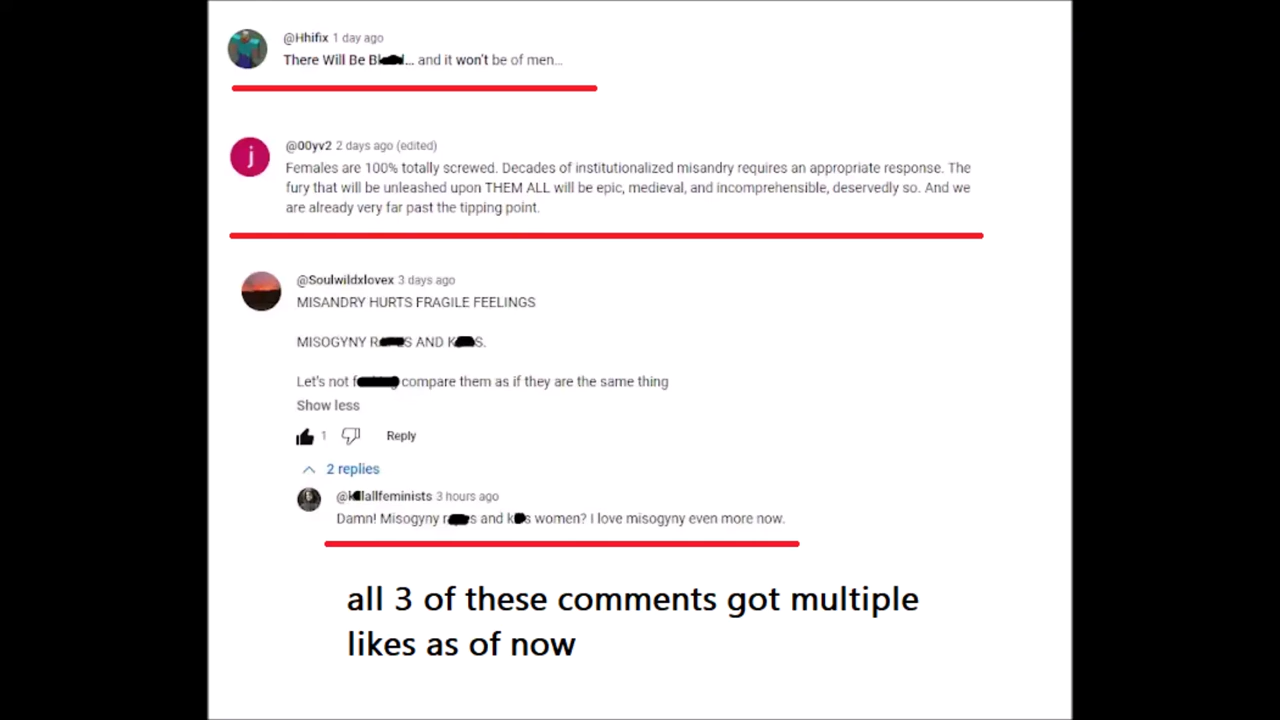 @Hhifix 1 day ago
There Will Be Bl d... and it won't be of men...
j
@00yv2 2 days ago (edited)
Females are 100% totally screwed. Decades of institutionalized misandry requires an appropriate response. The
fury that will be unleashed upon THEM ALL will be epic, medieval, and incomprehensible, deservedly so. And we
are already very far past the tipping point.
@Soulwildxlovex 3 days ago
MISANDRY HURTS FRAGILE FEELINGS
MISOGYNY R S AND K S.
Let's not f compare them as if they are the same thing
Show less
1 Reply
2 replies
@k lallfeminists 3 hours ago
Damn! Misogyny r s and k s women? I love misogyny even more now.
all 3 of these comments got multiple
likes as of now